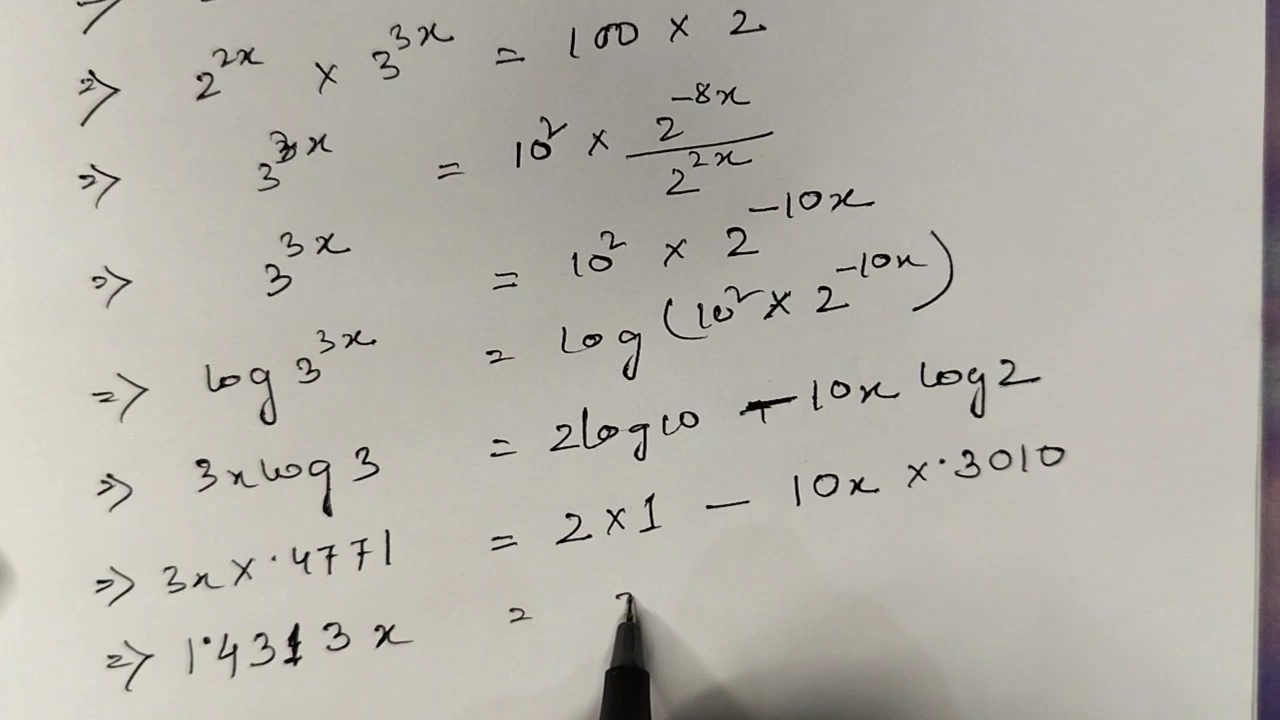 => 2^{2x} × 3^{3x} = 100 × 2
=> 3^{3x} = 10^2 × \frac{2^{-8x}}{2^{2x}}
=> 3^{3x} = 10^2 × 2^{-10x}
=> log 3^{3x} = log (10^2 × 2^{-10x})
=> 3x log 3 = 2 log 10 - 10x log 2
=> 3x × .4771 = 2 × 1 - 10x × .3010
=> 1.4313 x =